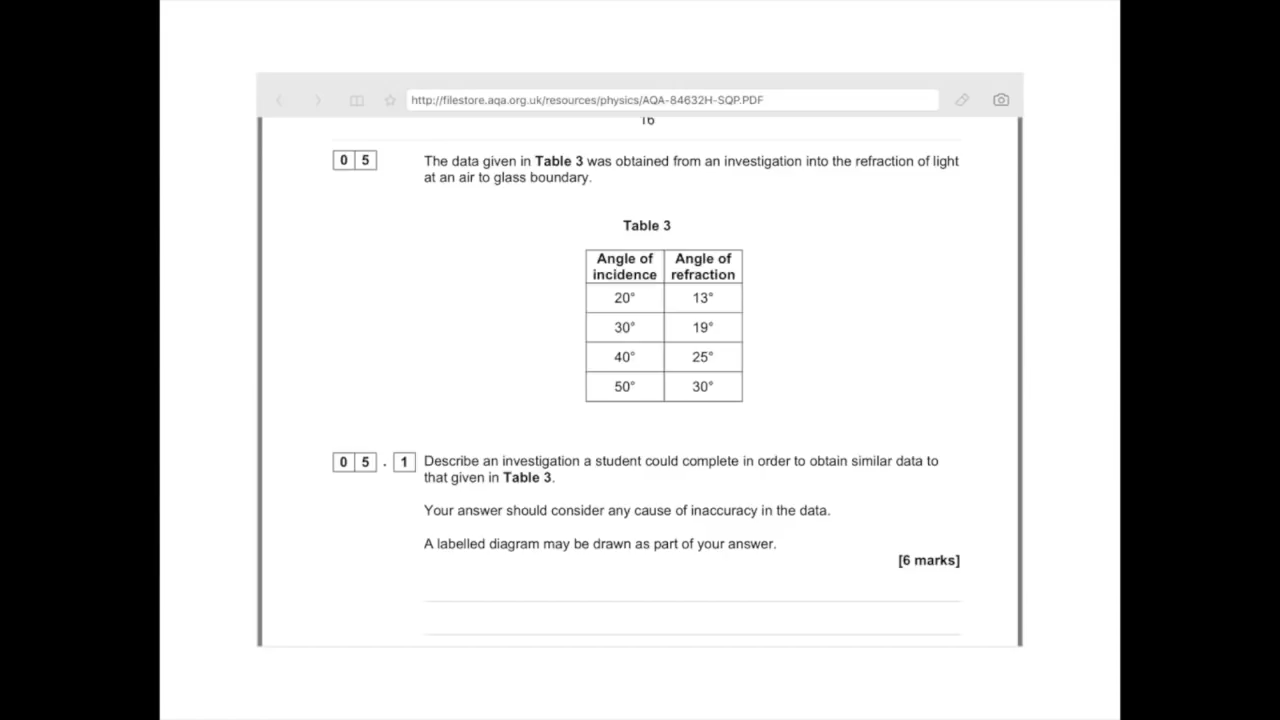 http://filestore.aqa.org.uk/resources/physics/AQA-84632H-SQP.PDF
16
0 5 The data given in Table 3 was obtained from an investigation into the refraction of light
at an air to glass boundary.
Table 3
Angle of incidence Angle of refraction
20° 13°
30° 19°
40° 25°
50° 30°
0 5 . 1 Describe an investigation a student could complete in order to obtain similar data to
that given in Table 3.
Your answer should consider any cause of inaccuracy in the data.
A labelled diagram may be drawn as part of your answer.
[6 marks]